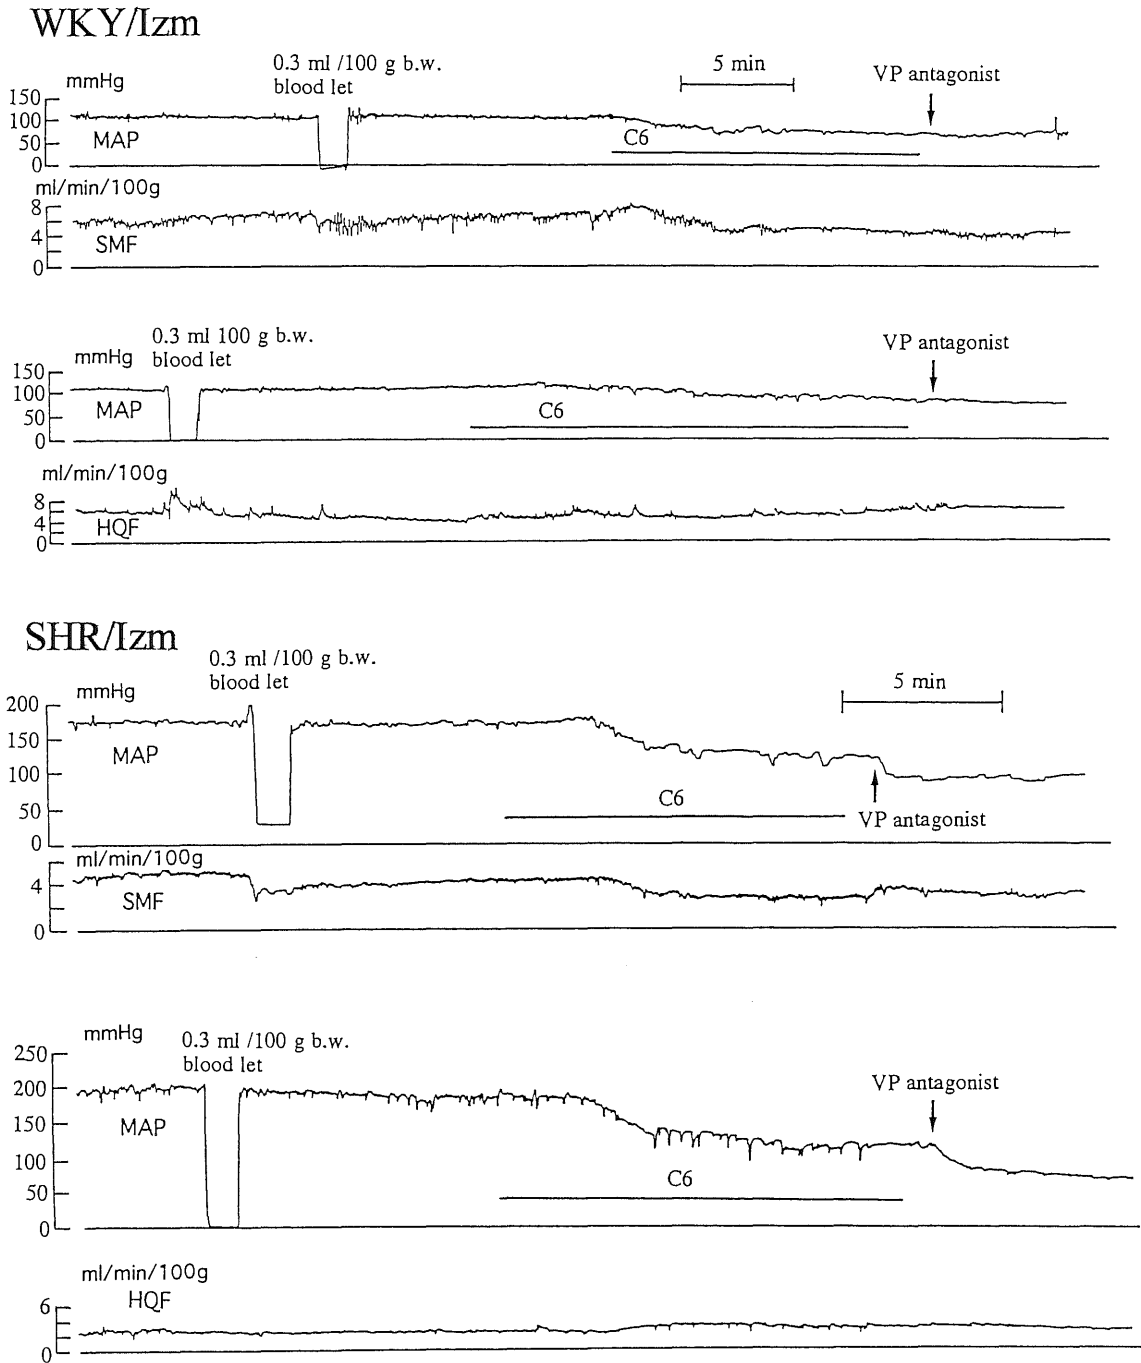 WKY/Izm
0.3 ml /100 g b.w.
blood let
5 min
VP antagonist
mmHg
150
100
50
0
MAP
C6
ml/min/100g
8
4
0
SMF
0.3 ml 100 g b.w.
blood let
VP antagonist
mmHg
150
100
50
0
MAP
C6
ml/min/100g
8
4
0
HQF
SHR/Izm
0.3 ml /100 g b.w.
blood let
5 min
mmHg
200
150
100
50
0
MAP
C6
VP antagonist
ml/min/100g
4
0
SMF
mmHg
0.3 ml /100 g b.w.
blood let
VP antagonist
250
200
150
100
50
0
MAP
C6
ml/min/100g
HQF
6
0